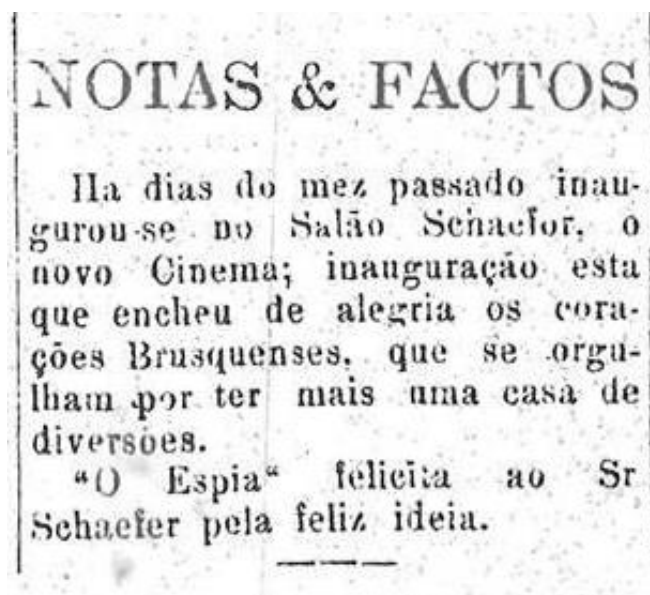 NOTAS & FACTOS
Ha dias do mez passado inau-
gurou-se no Salão Schaefer, o
novo Cinema; inauguração esta
que encheu de alegria os cora-
ções Brusquenses, que se orgu-
lham por ter mais uma casa de
diversões.
"O Espia" felicita ao Sr
Schaefer pela feliz ideia.